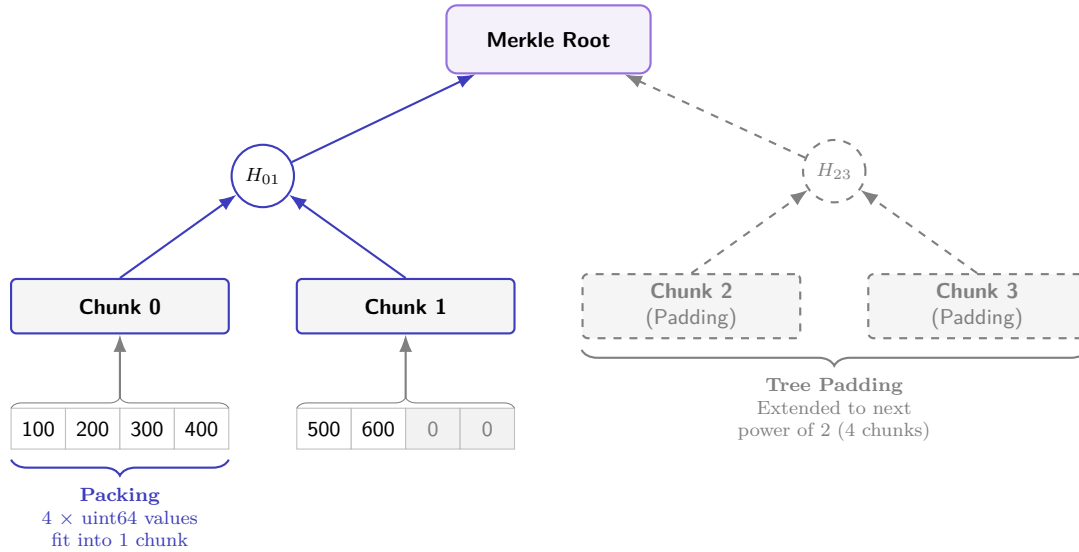 Merkle Root
H01
H23
Chunk 0
Chunk 1
Chunk 2
(Padding)
Chunk 3
(Padding)
100 200 300 400
500 600 0 0
Tree Padding
Extended to next
power of 2 (4 chunks)
Packing
4 × uint64 values
fit into 1 chunk